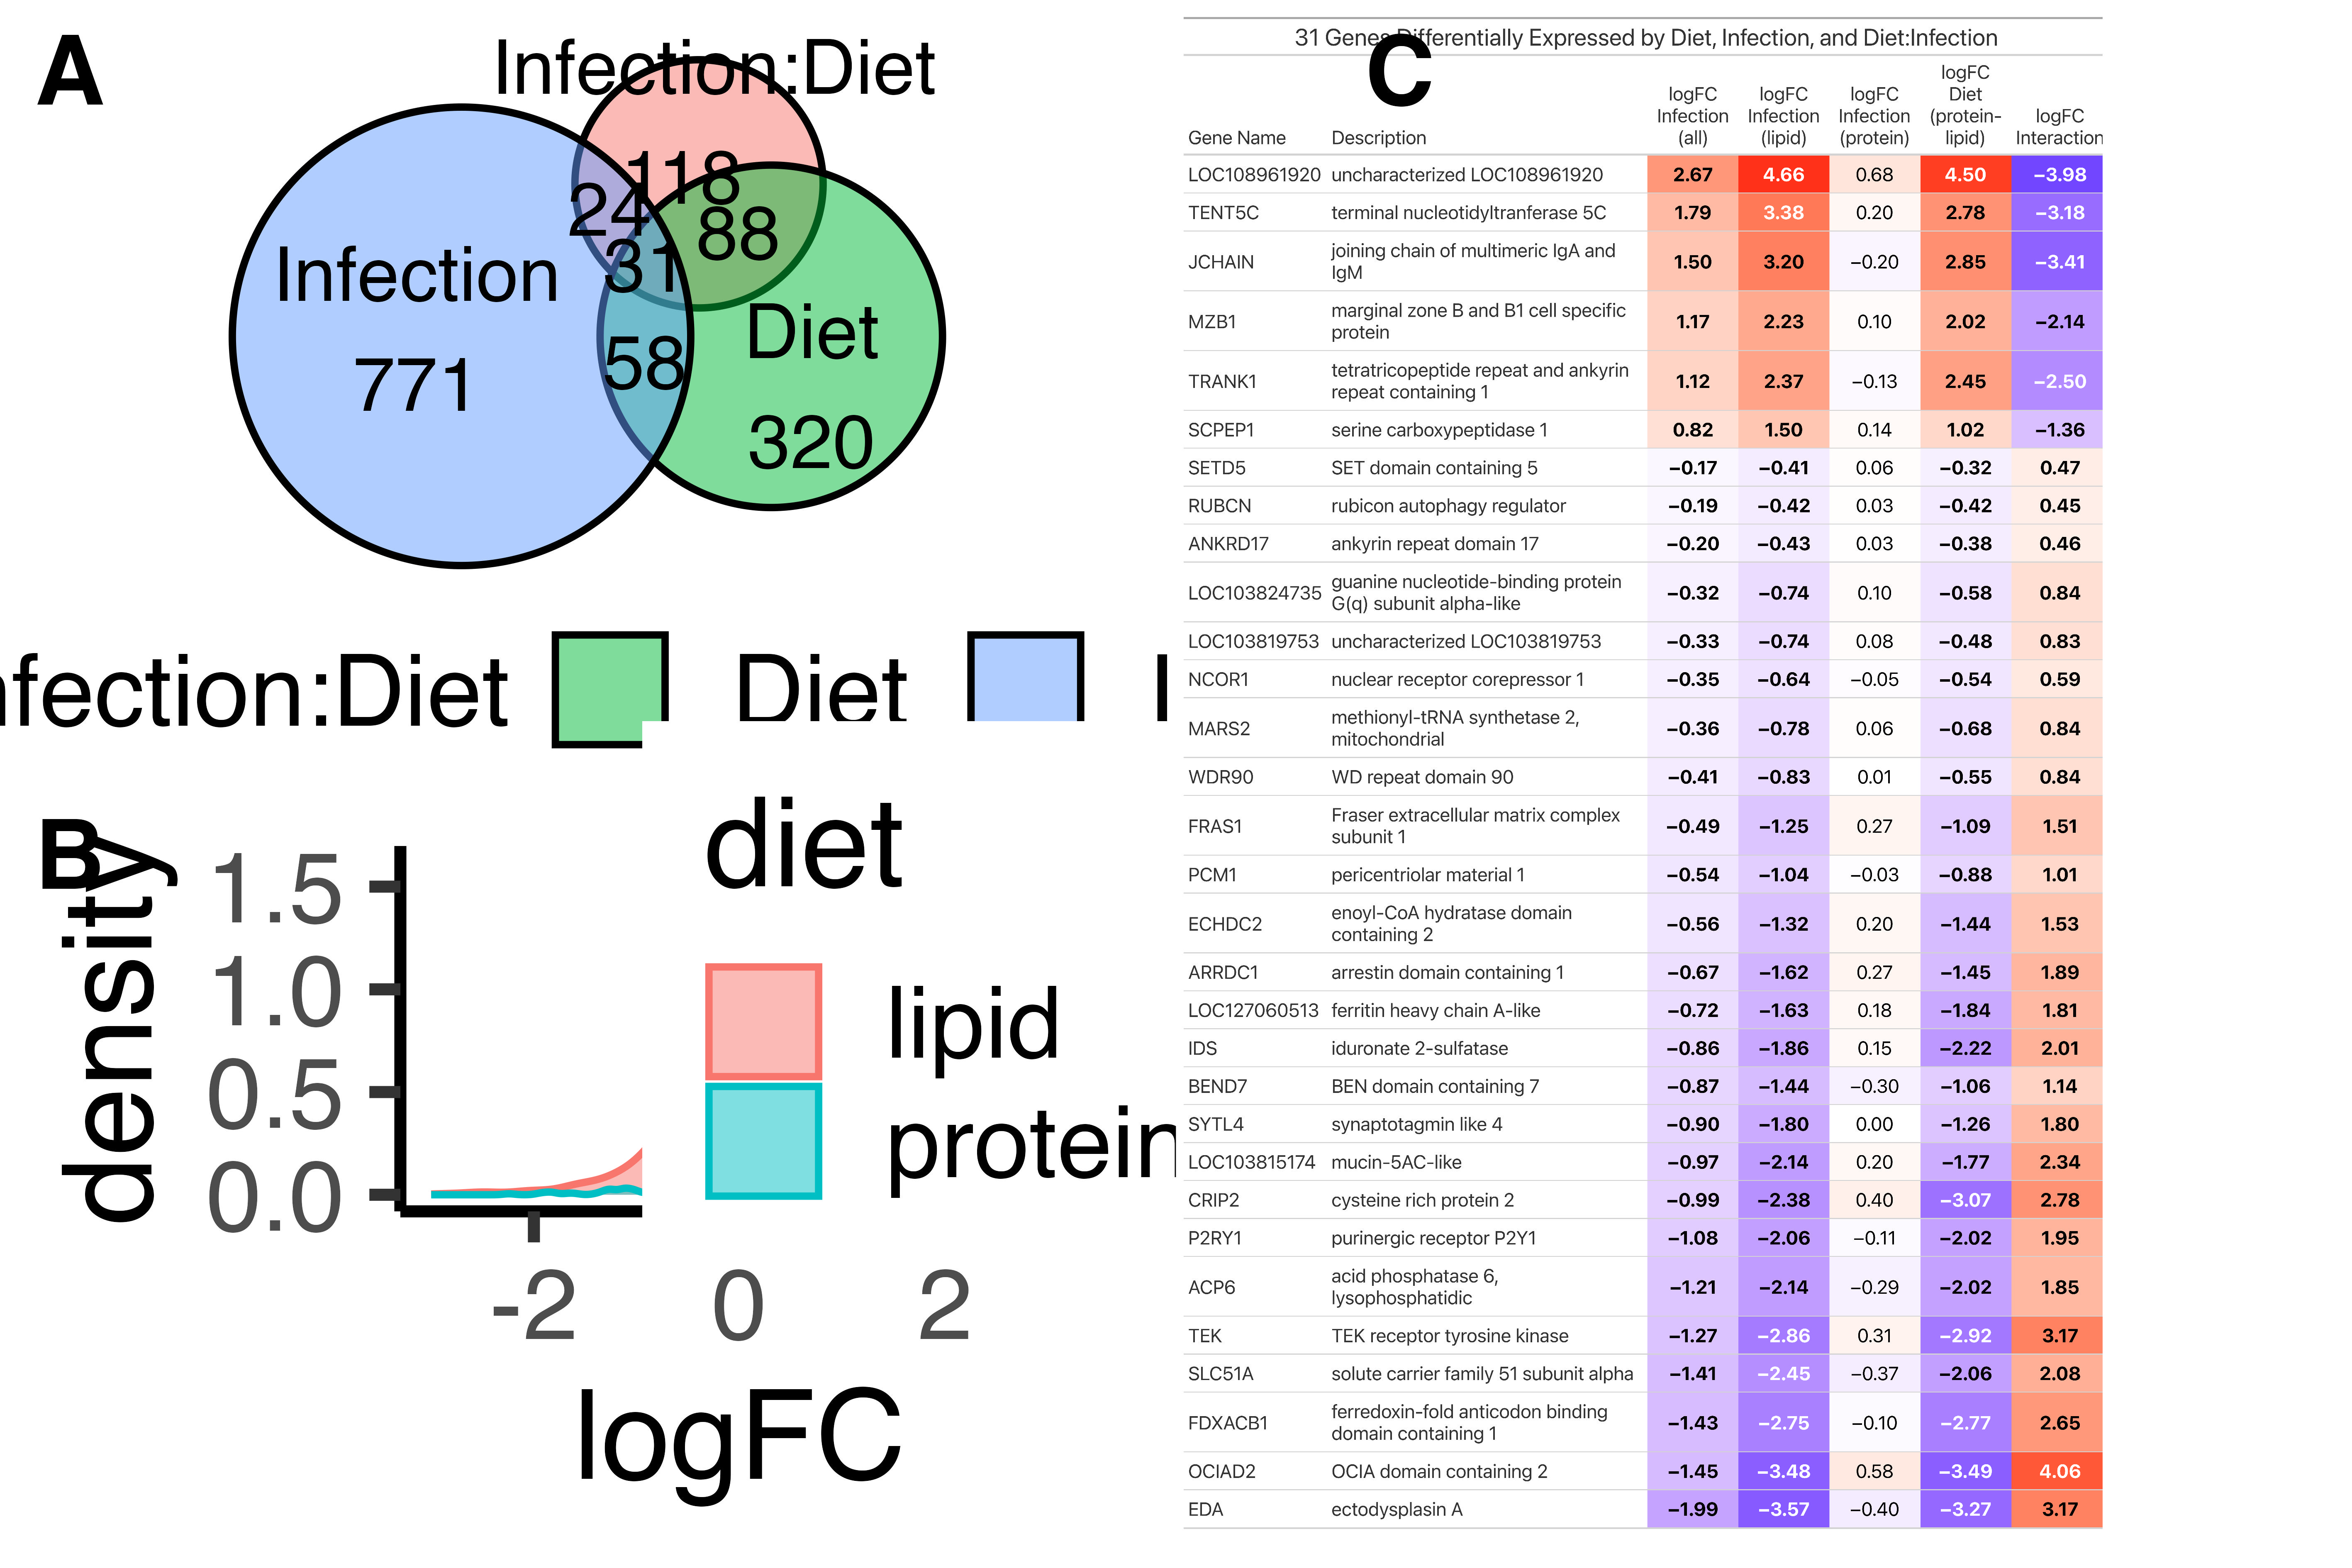 A
Infection:Diet
118
24
88
31
Infection
771
58
Diet
320
nfection:Diet
Diet
B
density
1.5
1.0
0.5
0.0
-2
0
2
logFC
diet
lipid
protein
C
31 Genes Differentially Expressed by Diet, Infection, and Diet:Infection
Gene Name Description logFC Infection (all) logFC Infection (lipid) logFC Infection (protein) logFC Diet (protein-lipid) logFC Interaction
LOC108961920 uncharacterized LOC108961920 2.67 4.66 0.68 4.50 −3.98
TENT5C terminal nucleotidyltranferase 5C 1.79 3.38 0.20 2.78 −3.18
JCHAIN joining chain of multimeric IgA and IgM 1.50 3.20 −0.20 2.85 −3.41
MZB1 marginal zone B and B1 cell specific protein 1.17 2.23 0.10 2.02 −2.14
TRANK1 tetratricopeptide repeat and ankyrin repeat containing 1 1.12 2.37 −0.13 2.45 −2.50
SCPEP1 serine carboxypeptidase 1 0.82 1.50 0.14 1.02 −1.36
SETD5 SET domain containing 5 −0.17 −0.41 0.06 −0.32 0.47
RUBCN rubicon autophagy regulator −0.19 −0.42 0.03 −0.42 0.45
ANKRD17 ankyrin repeat domain 17 −0.20 −0.43 0.03 −0.38 0.46
LOC103824735 guanine nucleotide-binding protein G(q) subunit alpha-like −0.32 −0.74 0.10 −0.58 0.84
LOC103819753 uncharacterized LOC103819753 −0.33 −0.74 0.08 −0.48 0.83
NCOR1 nuclear receptor corepressor 1 −0.35 −0.64 −0.05 −0.54 0.59
MARS2 methionyl-tRNA synthetase 2, mitochondrial −0.36 −0.78 0.06 −0.68 0.84
WDR90 WD repeat domain 90 −0.41 −0.83 0.01 −0.55 0.84
FRAS1 Fraser extracellular matrix complex subunit 1 −0.49 −1.25 0.27 −1.09 1.51
PCM1 pericentriolar material 1 −0.54 −1.04 −0.03 −0.88 1.01
ECHDC2 enoyl-CoA hydratase domain containing 2 −0.56 −1.32 0.20 −1.44 1.53
ARRDC1 arrestin domain containing 1 −0.67 −1.62 0.27 −1.45 1.89
LOC127060513 ferritin heavy chain A-like −0.72 −1.63 0.18 −1.84 1.81
IDS iduronate 2-sulfatase −0.86 −1.86 0.15 −2.22 2.01
BEND7 BEN domain containing 7 −0.87 −1.44 −0.30 −1.06 1.14
SYTL4 synaptotagmin like 4 −0.90 −1.80 0.00 −1.26 1.80
LOC103815174 mucin-5AC-like −0.97 −2.14 0.20 −1.77 2.34
CRIP2 cysteine rich protein 2 −0.99 −2.38 0.40 −3.07 2.78
P2RY1 purinergic receptor P2Y1 −1.08 −2.06 −0.11 −2.02 1.95
ACP6 acid phosphatase 6, lysophosphatidic −1.21 −2.14 −0.29 −2.02 1.85
TEK TEK receptor tyrosine kinase −1.27 −2.86 0.31 −2.92 3.17
SLC51A solute carrier family 51 subunit alpha −1.41 −2.45 −0.37 −2.06 2.08
FDXACB1 ferredoxin-fold anticodon binding domain containing 1 −1.43 −2.75 −0.10 −2.77 2.65
OCIAD2 OCIA domain containing 2 −1.45 −3.48 0.58 −3.49 4.06
EDA ectodysplasin A −1.99 −3.57 −0.40 −3.27 3.17